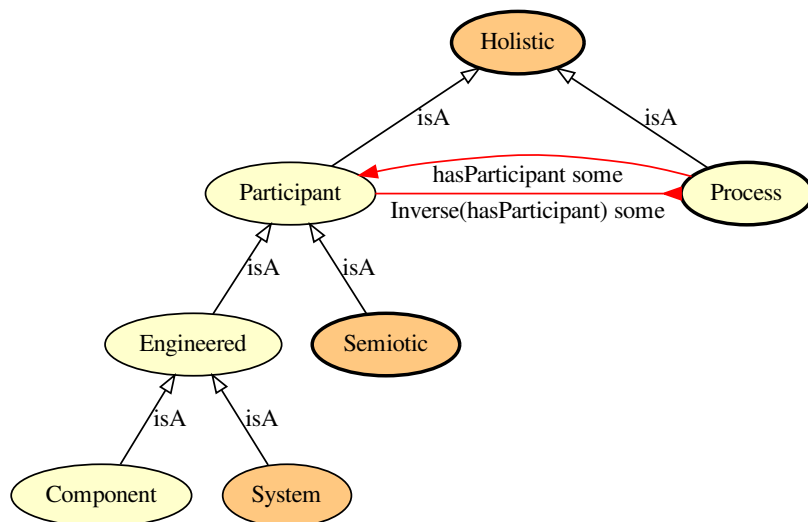 Holistic
isA
isA
hasParticipant some
Participant
Process
Inverse(hasParticipant) some
isA
isA
Engineered
Semiotic
isA
isA
Component
System